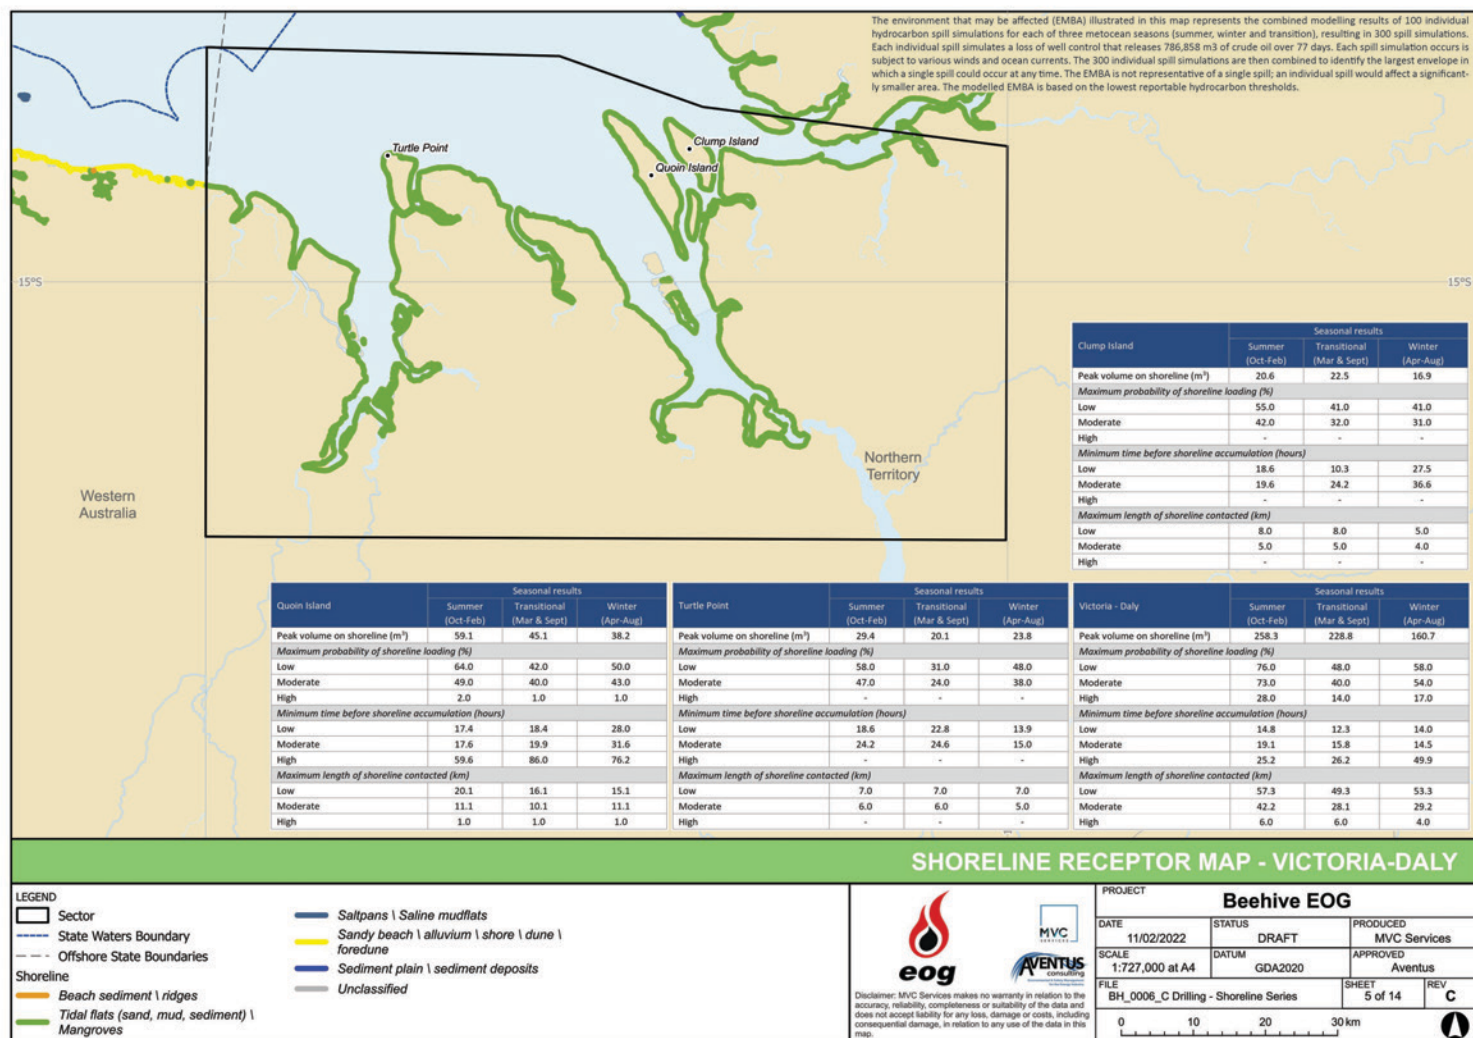 The environment that may be affected (EMBA) illustrated in this map represents the combined modelling results of 100 individual
hydrocarbon spill simulations for each of three metocean seasons (summer, winter and transition), resulting in 300 spill simulations.
Each individual spill simulates a loss of well control that releases 786,858 m3 of crude oil over 77 days. Each spill simulation occurs is
subject to various winds and ocean currents. The 300 individual spill simulations are then combined to identify the largest envelope in
which a single spill could occur at any time. The EMBA is not representative of a single spill; an individual spill would affect a significant-
ly smaller area. The modelled EMBA is based on the lowest reportable hydrocarbon thresholds.
Turtle Point
Clump Island
Quoin Island
15°S
15°S
Western
Australia
Northern
Territory
Clump Island
Seasonal results
Summer (Oct-Feb) Transitional (Mar & Sept) Winter (Apr-Aug)
Peak volume on shoreline (m³) 20.6 22.5 16.9
Maximum probability of shoreline loading (%)
Low 55.0 41.0 41.0
Moderate 42.0 32.0 31.0
High - - -
Minimum time before shoreline accumulation (hours)
Low 18.6 10.3 27.5
Moderate 19.6 24.2 36.6
High - - -
Maximum length of shoreline contacted (km)
Low 8.0 8.0 5.0
Moderate 5.0 5.0 4.0
High - - -
Quoin Island
Seasonal results
Summer (Oct-Feb) Transitional (Mar & Sept) Winter (Apr-Aug)
Peak volume on shoreline (m³) 59.1 45.1 38.2
Maximum probability of shoreline loading (%)
Low 64.0 42.0 50.0
Moderate 49.0 40.0 43.0
High 2.0 1.0 1.0
Minimum time before shoreline accumulation (hours)
Low 17.4 18.4 28.0
Moderate 17.6 19.9 31.6
High 59.6 86.0 76.2
Maximum length of shoreline contacted (km)
Low 20.1 16.1 15.1
Moderate 11.1 10.1 11.1
High 1.0 1.0 1.0
Turtle Point
Seasonal results
Summer (Oct-Feb) Transitional (Mar & Sept) Winter (Apr-Aug)
Peak volume on shoreline (m³) 29.4 20.1 23.8
Maximum probability of shoreline loading (%)
Low 58.0 31.0 48.0
Moderate 47.0 24.0 38.0
High - - -
Minimum time before shoreline accumulation (hours)
Low 18.6 22.8 13.9
Moderate 24.2 24.6 15.0
High - - -
Maximum length of shoreline contacted (km)
Low 7.0 7.0 7.0
Moderate 6.0 6.0 5.0
High - - -
Victoria - Daly
Seasonal results
Summer (Oct-Feb) Transitional (Mar & Sept) Winter (Apr-Aug)
Peak volume on shoreline (m³) 258.3 228.8 160.7
Maximum probability of shoreline loading (%)
Low 76.0 48.0 58.0
Moderate 73.0 40.0 54.0
High 28.0 14.0 17.0
Minimum time before shoreline accumulation (hours)
Low 14.8 12.3 14.0
Moderate 19.1 15.8 14.5
High 25.2 26.2 49.9
Maximum length of shoreline contacted (km)
Low 57.3 49.3 53.3
Moderate 42.2 28.1 29.2
High 6.0 6.0 4.0
SHORELINE RECEPTOR MAP - VICTORIA-DALY
LEGEND
Sector
State Waters Boundary
Offshore State Boundaries
Shoreline
Beach sediment \ ridges
Tidal flats (sand, mud, sediment) \
Mangroves
Saltpans \ Saline mudflats
Sandy beach \ alluvium \ shore \ dune \
foredune
Sediment plain \ sediment deposits
Unclassified
eog
MVC
SERVICES
AVENTUS
consulting
Disclaimer: MVC Services makes no warranty in relation to the
accuracy, reliability, completeness or suitability of the data and
does not accept liability for any loss, damage or costs, including
consequential damage, in relation to any use of the data in this
map.
PROJECT
Beehive EOG
DATE
11/02/2022
STATUS
DRAFT
PRODUCED
MVC Services
SCALE
1:727,000 at A4
DATUM
GDA2020
APPROVED
Aventus
FILE
BH_0006_C Drilling - Shoreline Series
SHEET
5 of 14
REV
C
0 10 20 30 km